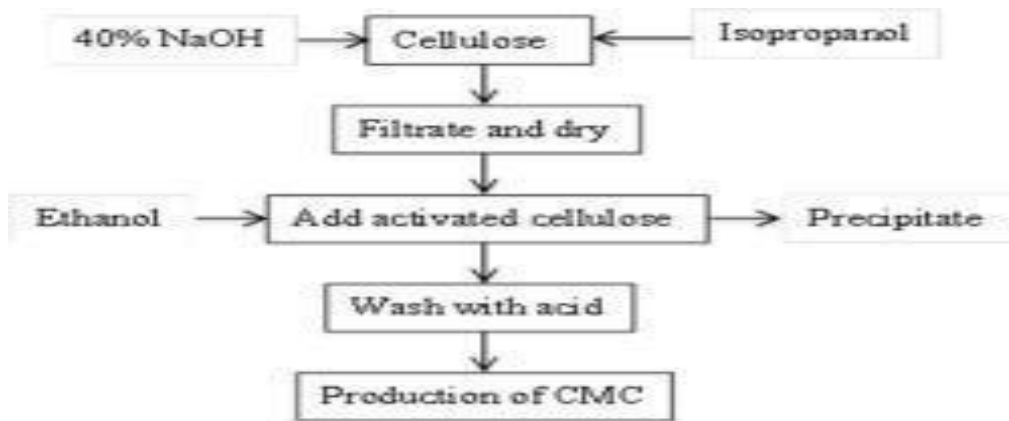 40% NaOH
Cellulose
Isopropanol
Filtrate and dry
Ethanol
Add activated cellulose
Precipitate
Wash with acid
Production of CMC